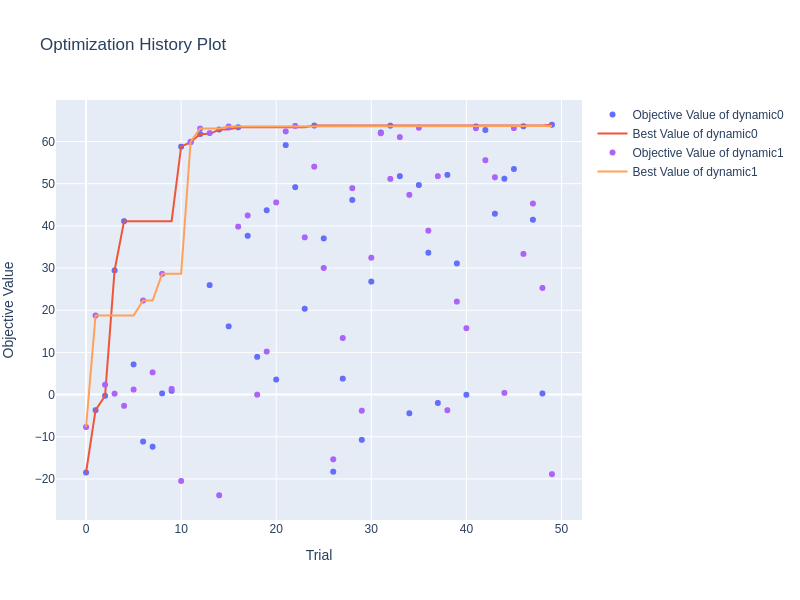 Optimization History Plot
Objective Value of dynamic0
Best Value of dynamic0
Objective Value of dynamic1
Best Value of dynamic1
Objective Value
60
50
40
30
20
10
0
−10
−20
0 10 20 30 40 50
Trial